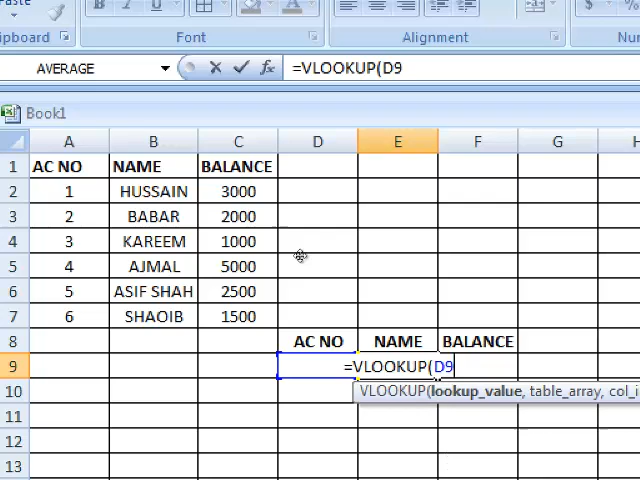 Paste
B I U A
$
lipboard Font Alignment Nu
AVERAGE fx =VLOOKUP(D9
Book1
A B C D E F G H
1 AC NO NAME BALANCE
2 1 HUSSAIN 3000
3 2 BABAR 2000
4 3 KAREEM 1000
5 4 AJMAL 5000
6 5 ASIF SHAH 2500
7 6 SHAOIB 1500
8 AC NO NAME BALANCE
9 =VLOOKUP(D9
10 VLOOKUP(lookup_value, table_array, col_i
11
12
13